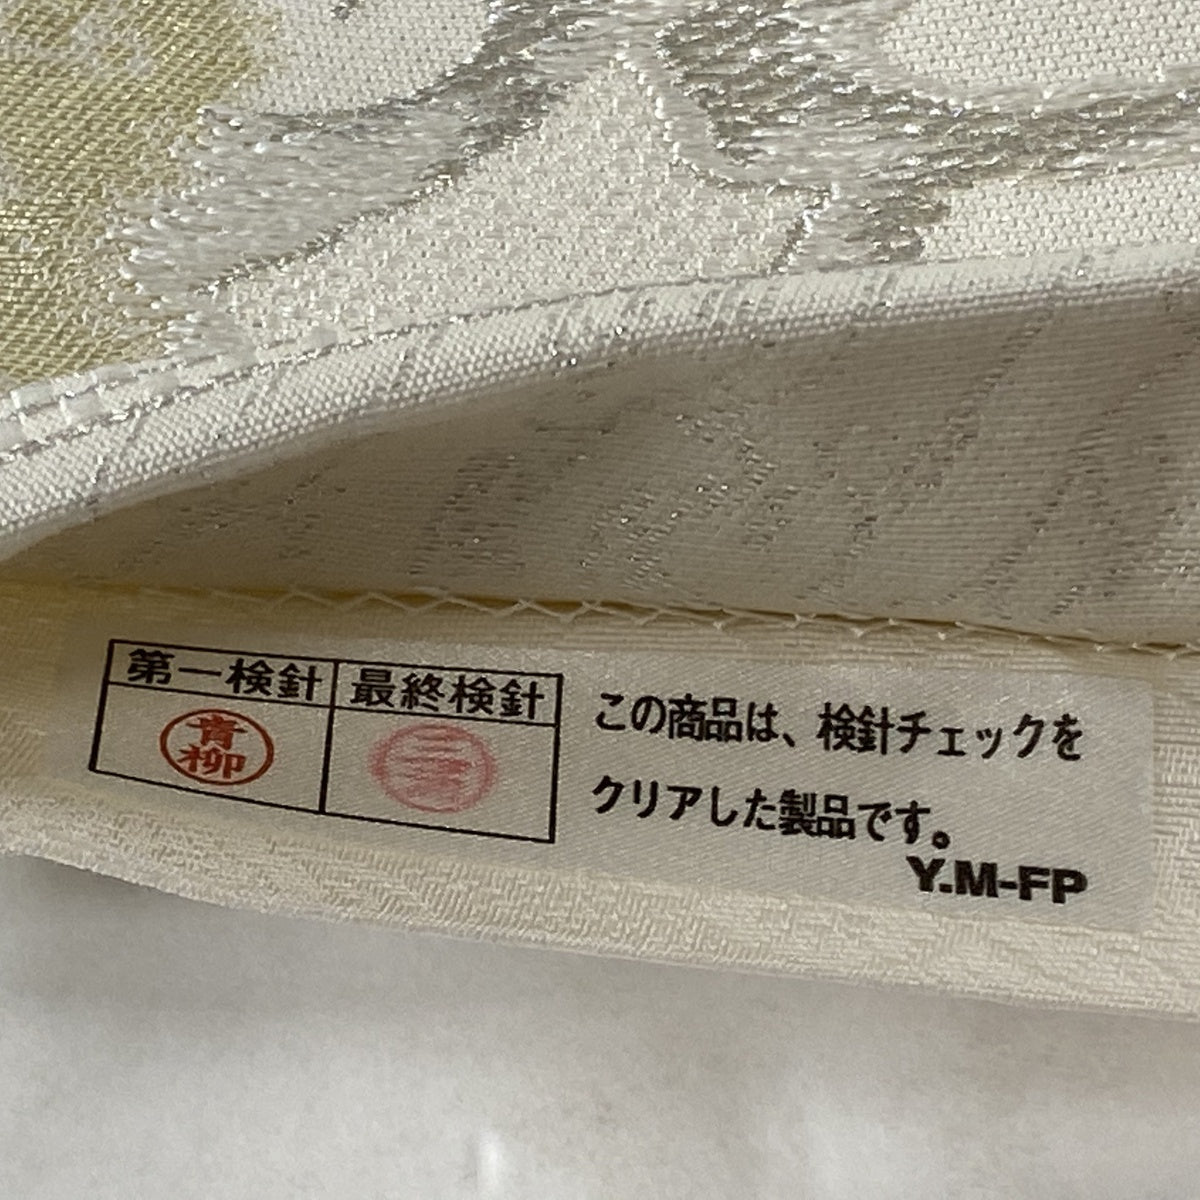 第一検針 最終検針
青柳
この商品は、検針チェックを
クリアした製品です。
Y.M-FP